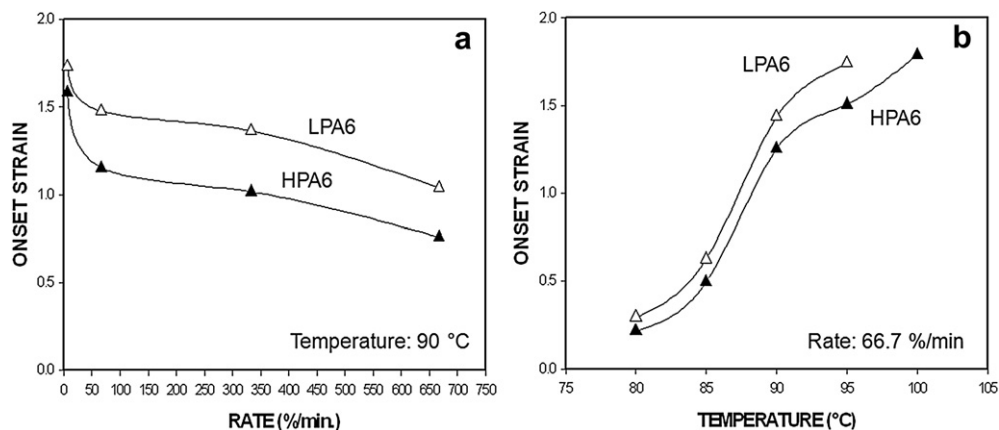 a
ONSET STRAIN
2.0
1.5
1.0
0.5
0.0
LPA6
HPA6
Temperature: 90 °C
0 50 100 150 200 250 300 350 400 450 500 550 600 650 700 750
RATE (%/min.)
b
ONSET STRAIN
2.0
1.5
1.0
0.5
0.0
LPA6
HPA6
Rate: 66.7 %/min
75 80 85 90 95 100 105
TEMPERATURE (°C)